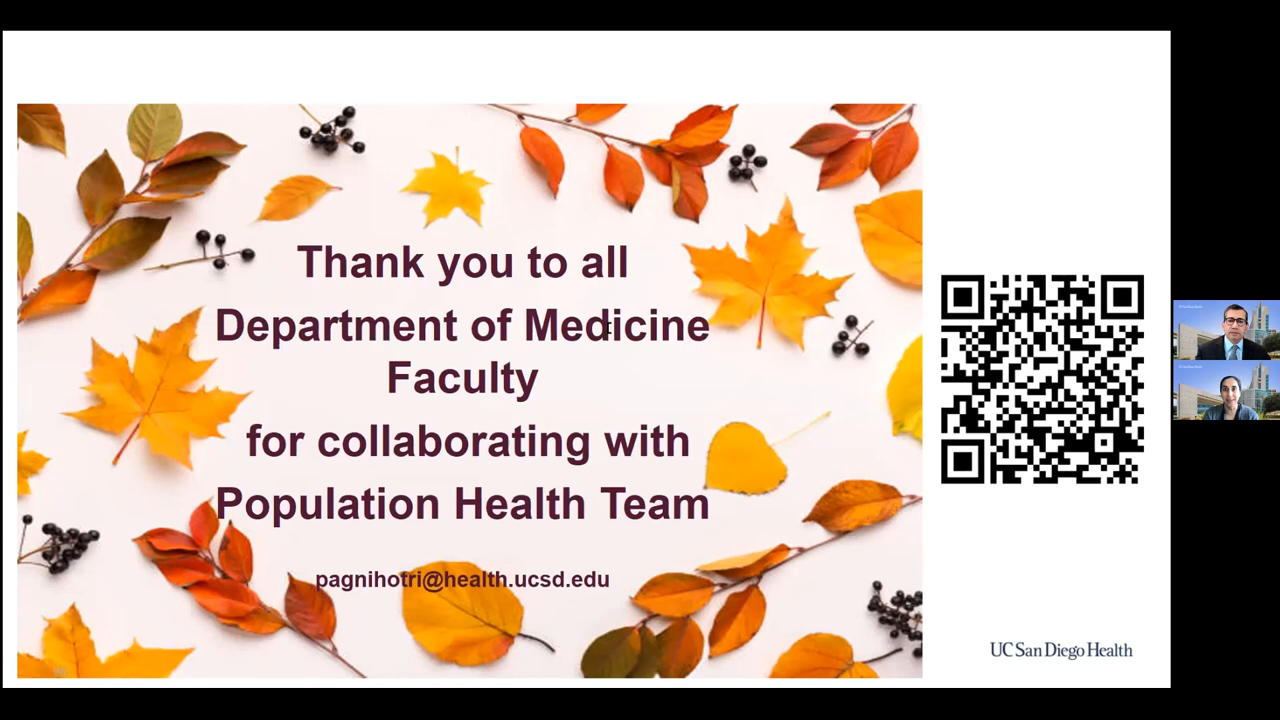 Thank you to all
Department of Medicine
Faculty
for collaborating with
Population Health Team
pagnihotri@health.ucsd.edu
UC San Diego Health